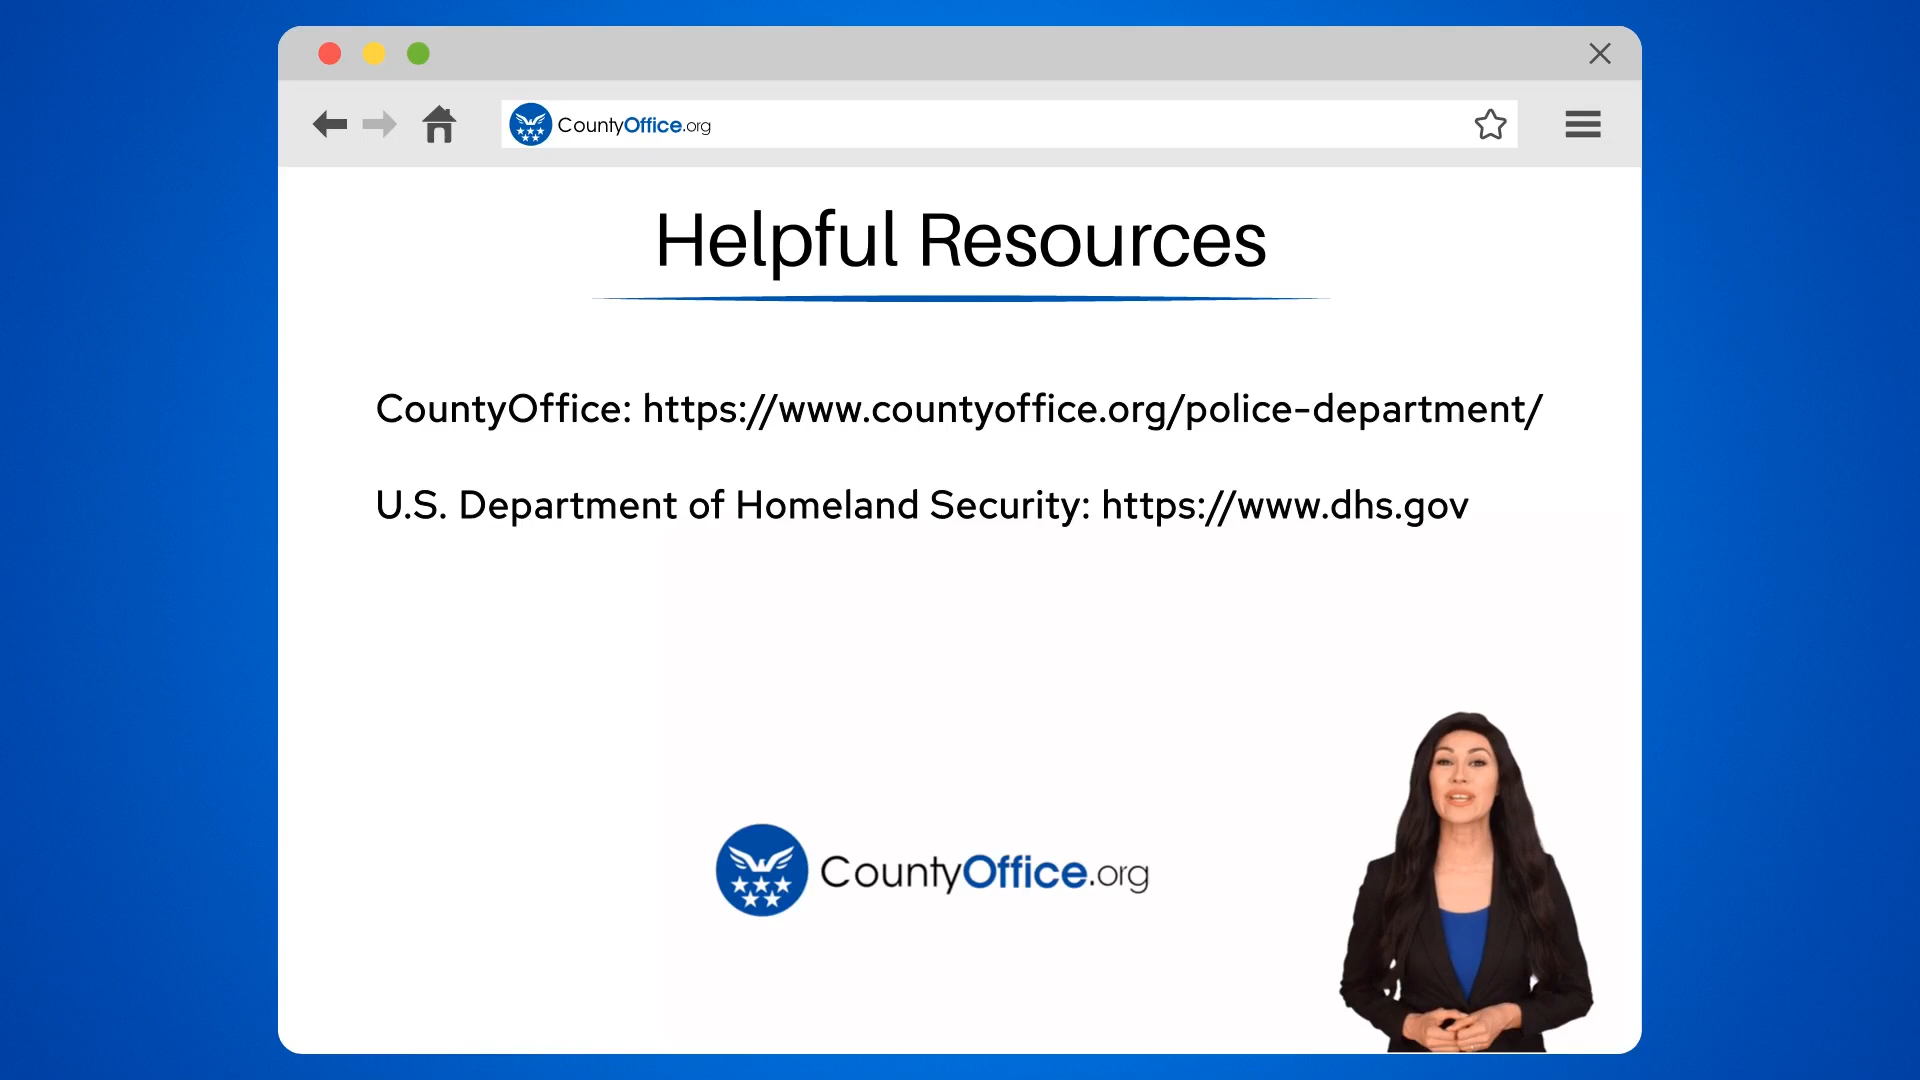 CountyOffice.org
Helpful Resources
CountyOffice: https://www.countyoffice.org/police-department/
U.S. Department of Homeland Security: https://www.dhs.gov
CountyOffice.org